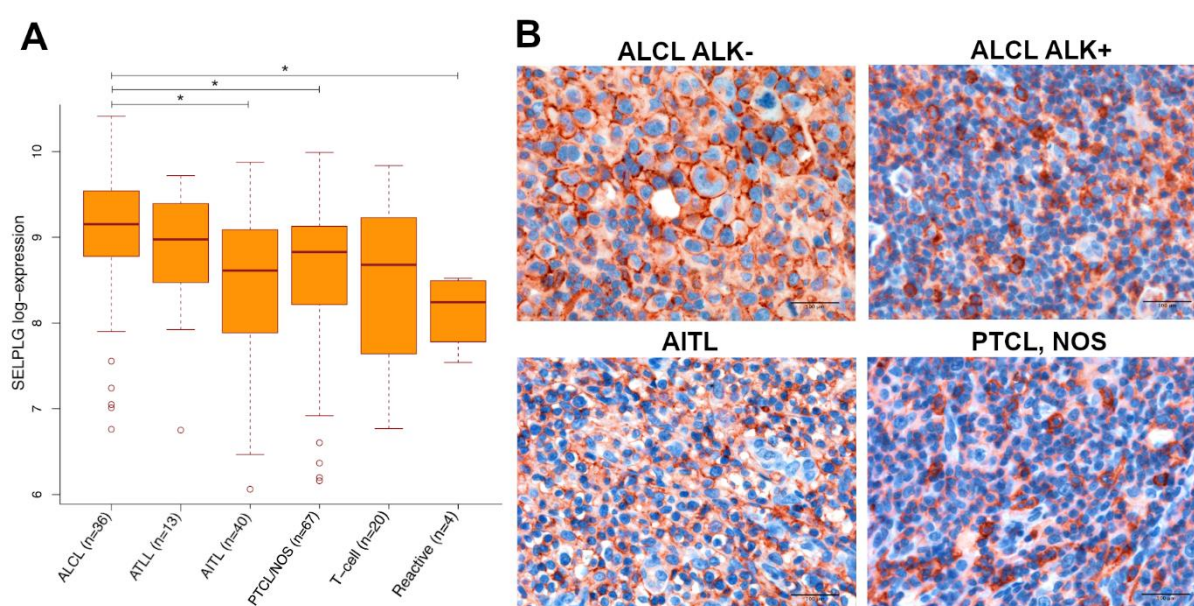 A
B
ALCL ALK-
ALCL ALK+
*
*
*
SELPLG log-expression
10
9
8
7
6
ALCL (n=36)
ATLL (n=13)
AITL (n=40)
PTCL/NOS (n=67)
T-cell (n=20)
Reactive (n=4)
AITL
PTCL, NOS